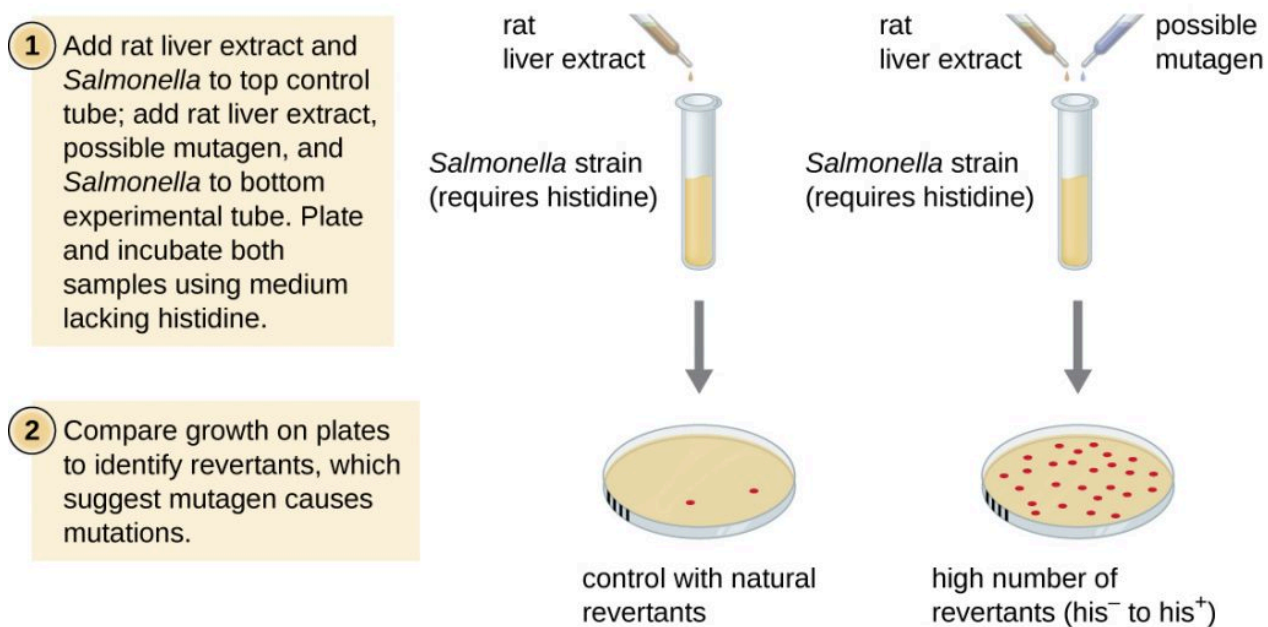 1 Add rat liver extract and
Salmonella to top control
tube; add rat liver extract,
possible mutagen, and
Salmonella to bottom
experimental tube. Plate
and incubate both
samples using medium
lacking histidine.
rat
liver extract
Salmonella strain
(requires histidine)
rat
liver extract
possible
mutagen
Salmonella strain
(requires histidine)
2 Compare growth on plates
to identify revertants, which
suggest mutagen causes
mutations.
control with natural
revertants
high number of
revertants (his⁻ to his⁺)